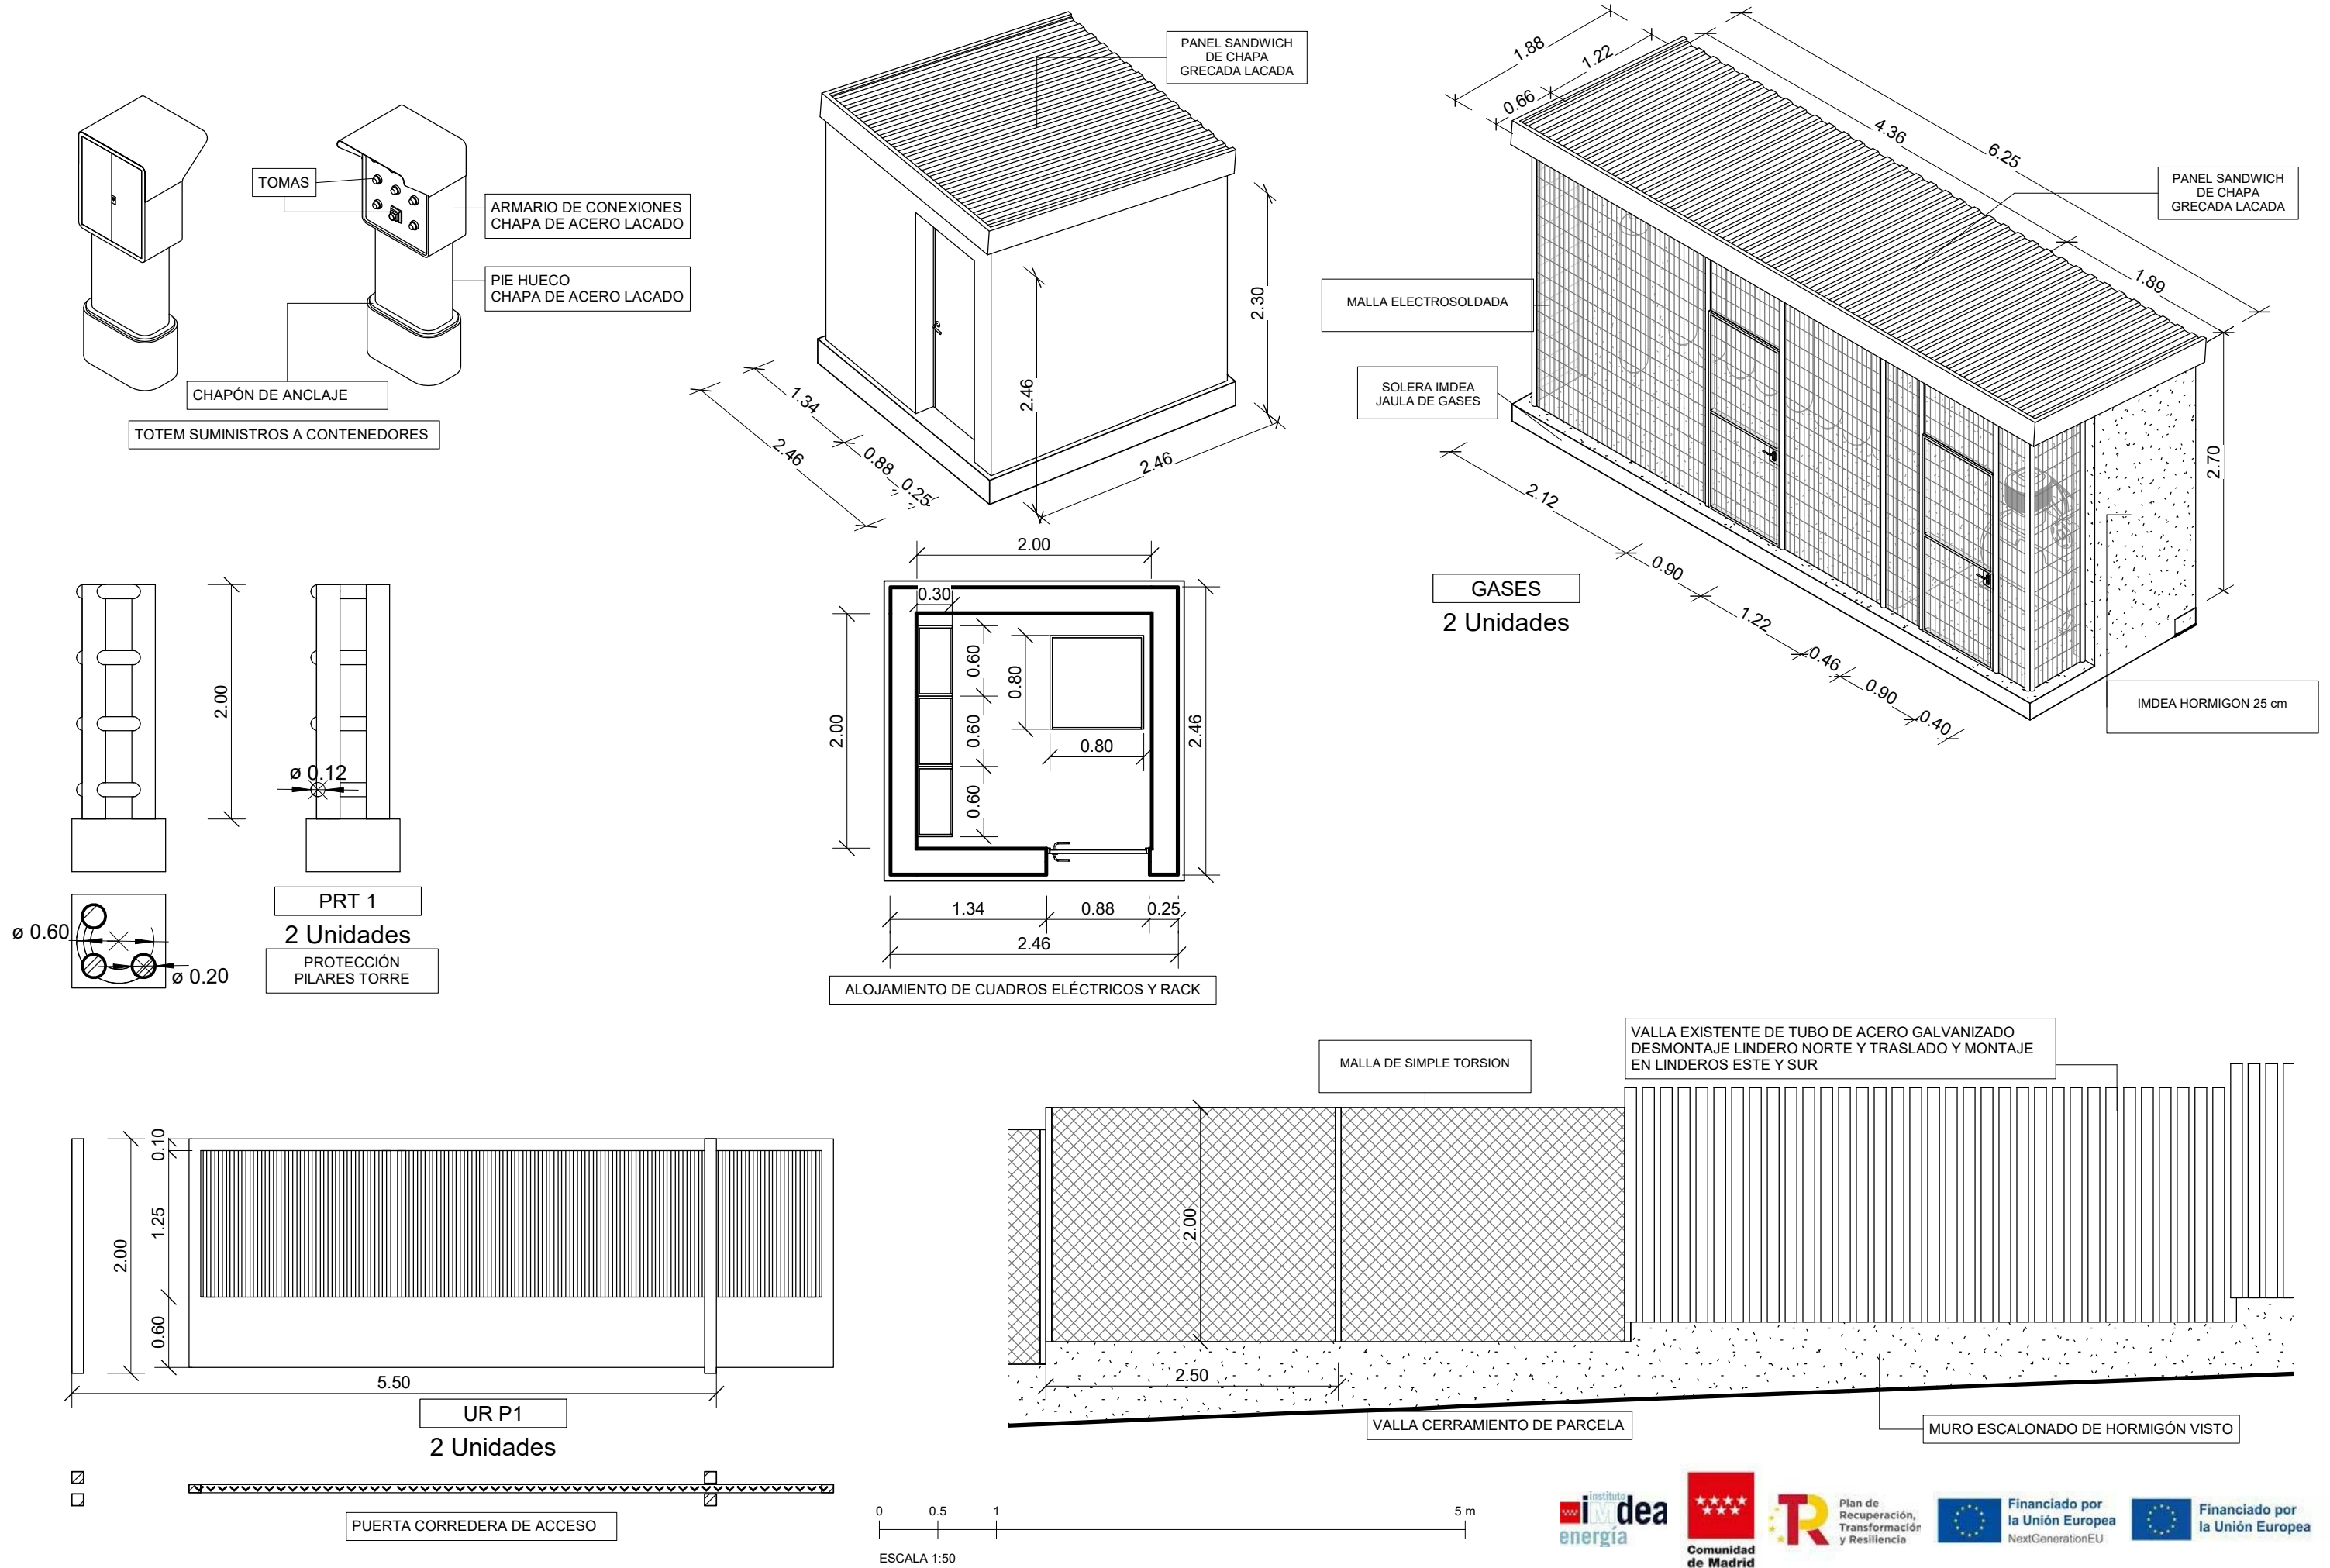 TOMAS
ARMARIO DE CONEXIONES
CHAPA DE ACERO LACADO
PIE HUECO
CHAPA DE ACERO LACADO
CHAPÓN DE ANCLAJE
TOTEM SUMINISTROS A CONTENEDORES
PANEL SANDWICH
DE CHAPA
GRECADA LACADA
2.30
2.46
1.34
0.88
0.25
2.46
2.46
1.88
1.22
0.66
4.36
6.25
1.89
PANEL SANDWICH
DE CHAPA
GRECADA LACADA
MALLA ELECTROSOLDADA
SOLERA IMDEA
JAULA DE GASES
2.70
2.12
0.90
1.22
0.46
0.90
0.40
GASES
2 Unidades
IMDEA HORMIGON 25 cm
2.00
ø 0.12
ø 0.60
ø 0.20
PRT 1
2 Unidades
PROTECCIÓN
PILARES TORRE
2.00
0.30
0.60
0.60
0.60
0.80
0.80
2.00
2.46
1.34
0.88
0.25
2.46
ALOJAMIENTO DE CUADROS ELÉCTRICOS Y RACK
0.10
1.25
2.00
0.60
5.50
UR P1
2 Unidades
PUERTA CORREDERA DE ACCESO
MALLA DE SIMPLE TORSION
VALLA EXISTENTE DE TUBO DE ACERO GALVANIZADO
DESMONTAJE LINDERO NORTE Y TRASLADO Y MONTAJE
EN LINDEROS ESTE Y SUR
2.00
2.50
VALLA CERRAMIENTO DE PARCELA
MURO ESCALONADO DE HORMIGÓN VISTO
0
0.5
1
5 m
ESCALA 1:50
instituto
imdea
energía
Comunidad
de Madrid
Plan de
Recuperación,
Transformación
y Resiliencia
Financiado por
la Unión Europea
NextGenerationEU
Financiado por
la Unión Europea